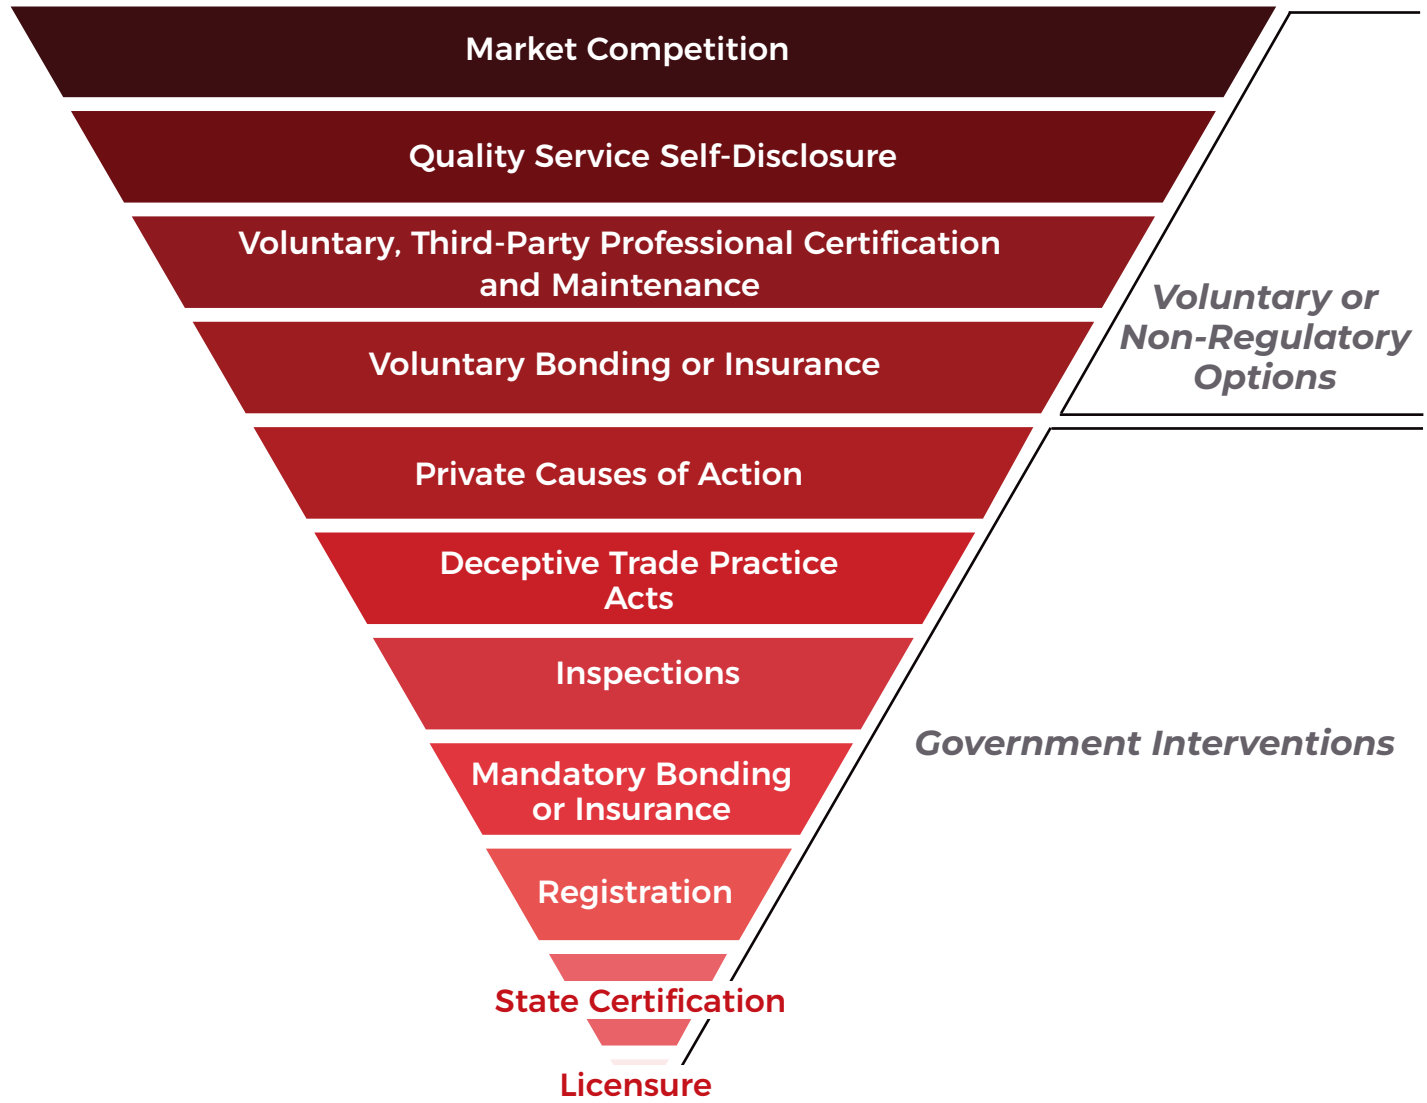 Market Competition
Quality Service Self-Disclosure
Voluntary, Third-Party Professional Certification
and Maintenance
Voluntary Bonding or Insurance
Voluntary or
Non-Regulatory
Options
Private Causes of Action
Deceptive Trade Practice
Acts
Inspections
Mandatory Bonding
or Insurance
Government Interventions
Registration
State Certification
Licensure